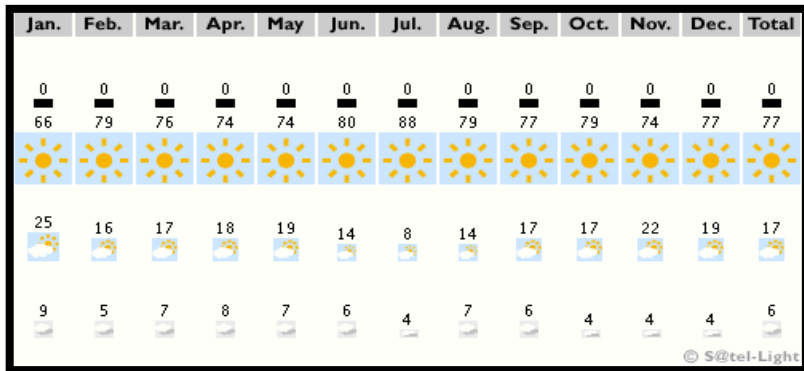 Jan. Feb. Mar. Apr. May Jun. Jul. Aug. Sep. Oct. Nov. Dec. Total
0 0 0 0 0 0 0 0 0 0 0 0 0
66 79 76 74 74 80 88 79 77 79 74 77 77
25 16 17 18 19 14 8 14 17 17 22 19 17
9 5 7 8 7 6 4 7 6 4 4 4 6
© S@tel-Light